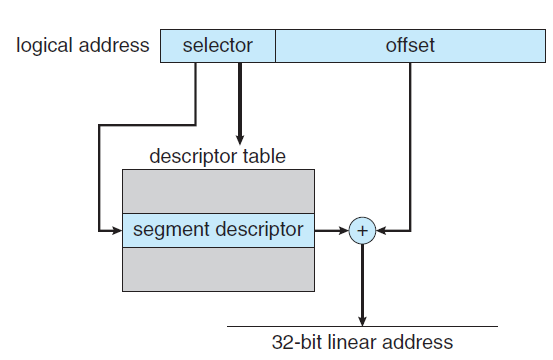 logical address selector offset
descriptor table
segment descriptor +
32-bit linear address